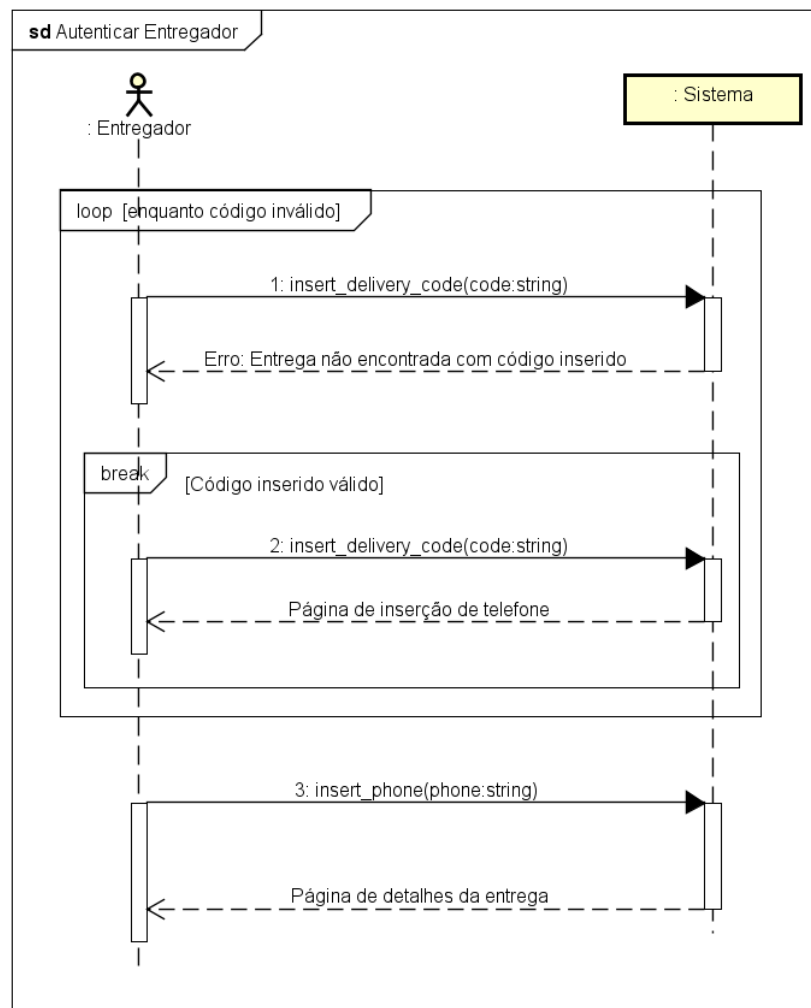 sd Autenticar Entregador
: Entregador
: Sistema
loop [enquanto código inválido]
1: insert_delivery_code(code:string)
Erro: Entrega não encontrada com código inserido
break
[Código inserido válido]
2: insert_delivery_code(code:string)
Página de inserção de telefone
3: insert_phone(phone:string)
Página de detalhes da entrega